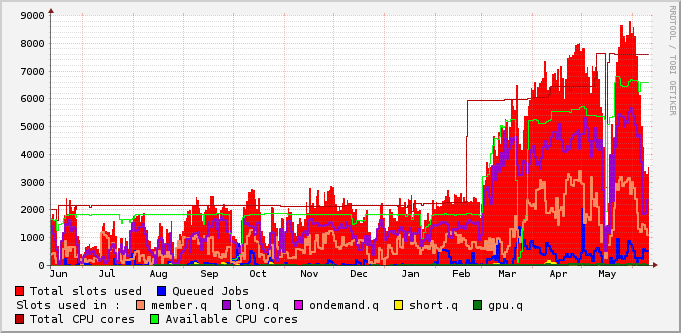 RRDTOOL / TOBI OETIKER
9000
8000
7000
6000
5000
4000
3000
2000
1000
0
Jun Jul Aug Sep Oct Nov Dec Jan Feb Mar Apr May
Total slots used Queued Jobs
Slots used in : member.q long.q ondemand.q short.q gpu.q
Total CPU cores Available CPU cores